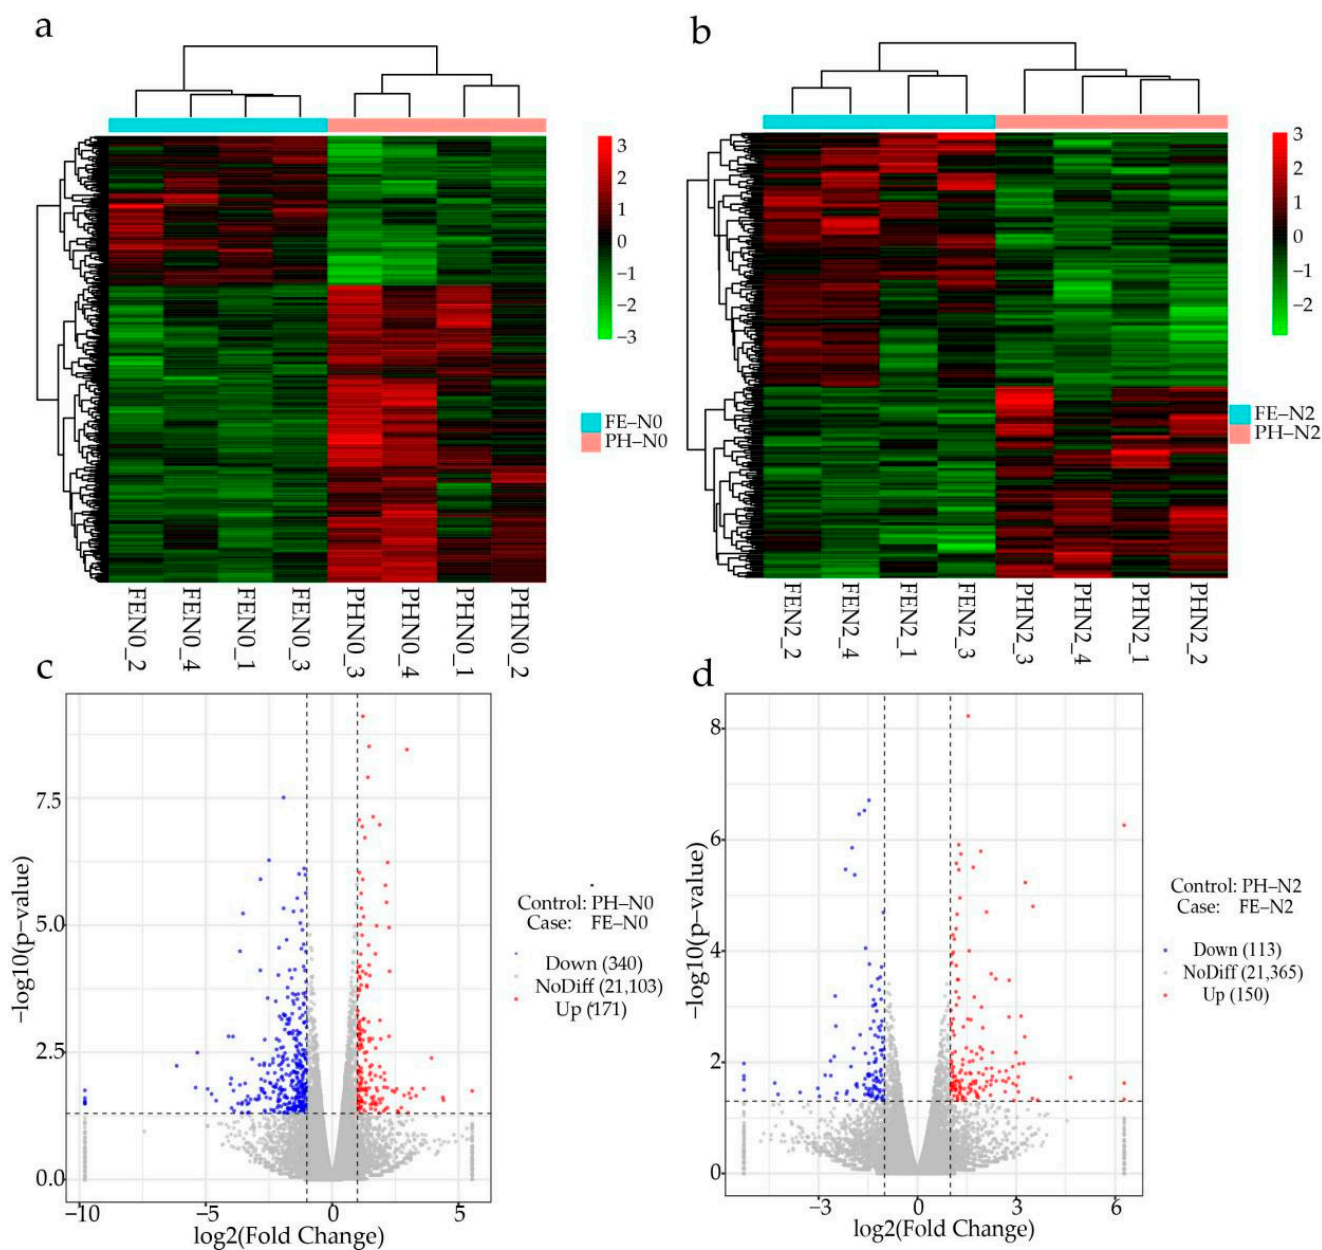 a
3
2
1
0
−1
−2
−3
FE−N0
PH−N0
FEN0_2
FEN0_4
FEN0_1
FEN0_3
PHN0_3
PHN0_4
PHN0_1
PHN0_2
b
3
2
1
0
−1
−2
FE−N2
PH−N2
FEN2_2
FEN2_4
FEN2_1
FEN2_3
PHN2_3
PHN2_4
PHN2_1
PHN2_2
c
−log10(p−value)
7.5
5.0
2.5
0.0
−10
−5
0
5
log2(Fold Change)
Control: PH−N0
Case: FE−N0
Down (340)
NoDiff (21,103)
Up (171)
d
−log10(p−value)
8
6
4
2
0
−3
0
3
6
log2(Fold Change)
Control: PH−N2
Case: FE−N2
Down (113)
NoDiff (21,365)
Up (150)